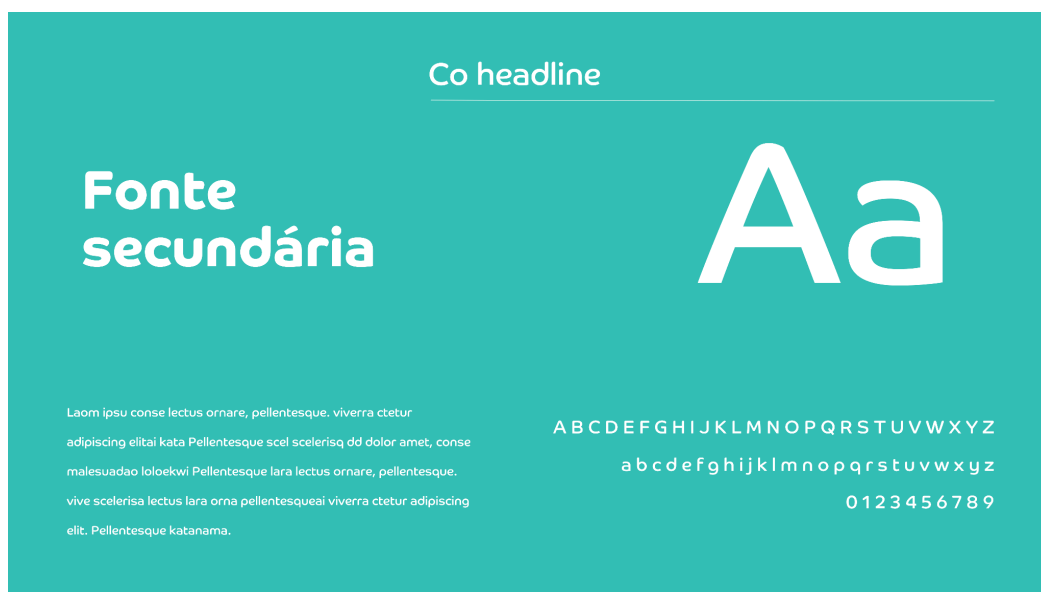 Co headline
Fonte
secundária
Aa
Laom ipsu conse lectus ornare, pellentesque. viverra ctetur
adipiscing elitai kata Pellentesque scel scelerisq dd dolor amet, conse
malesuadao loloekwi Pellentesque lara lectus ornare, pellentesque.
vive scelerisa lectus lara orna pellentesqueai viverra ctetur adipiscing
elit. Pellentesque katanama.
A B C D E F G H I J K L M N O P Q R S T U V W X Y Z
a b c d e f g h i j k l m n o p q r s t u v w x y z
0 1 2 3 4 5 6 7 8 9